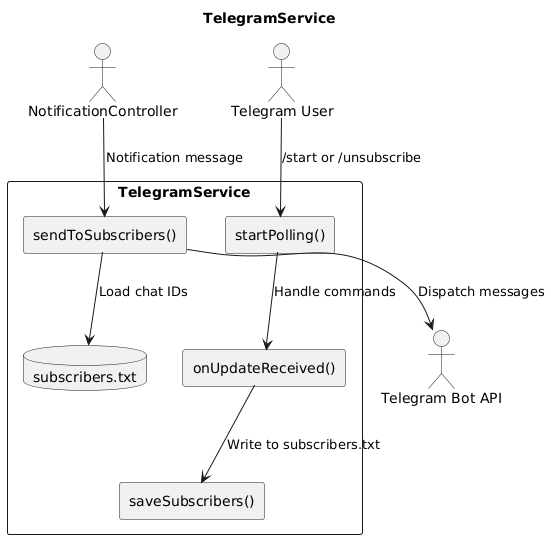 TelegramService
NotificationController
Telegram User
Notification message
/start or /unsubscribe
TelegramService
sendToSubscribers()
startPolling()
Load chat IDs
Handle commands
Dispatch messages
subscribers.txt
onUpdateReceived()
Telegram Bot API
Write to subscribers.txt
saveSubscribers()